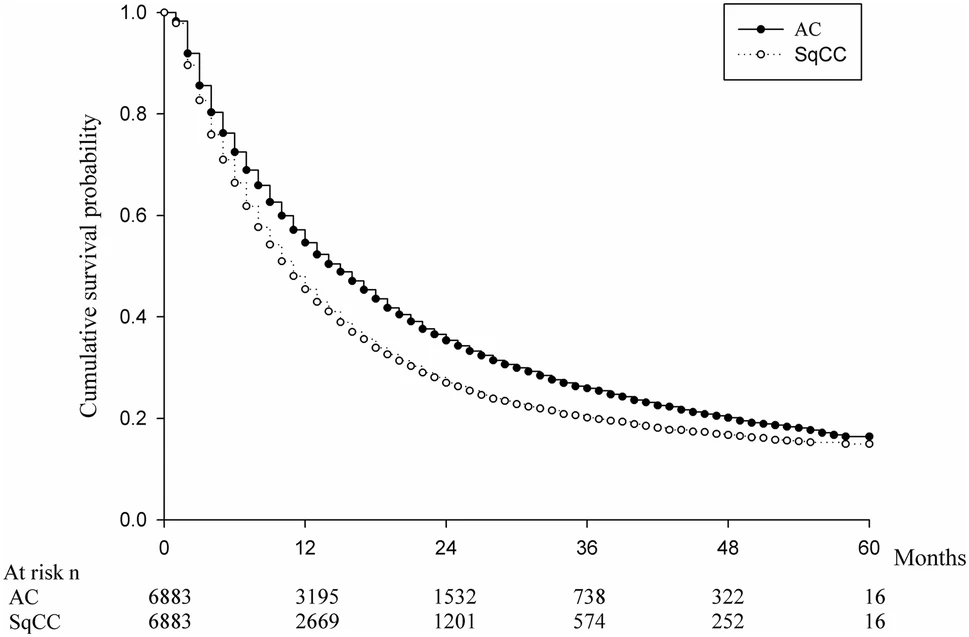 AC
SqCC
Cumulative survival probability
1.0
0.8
0.6
0.4
0.2
0.0
0 12 24 36 48 60 Months
At risk n
AC 6883 3195 1532 738 322 16
SqCC 6883 2669 1201 574 252 16